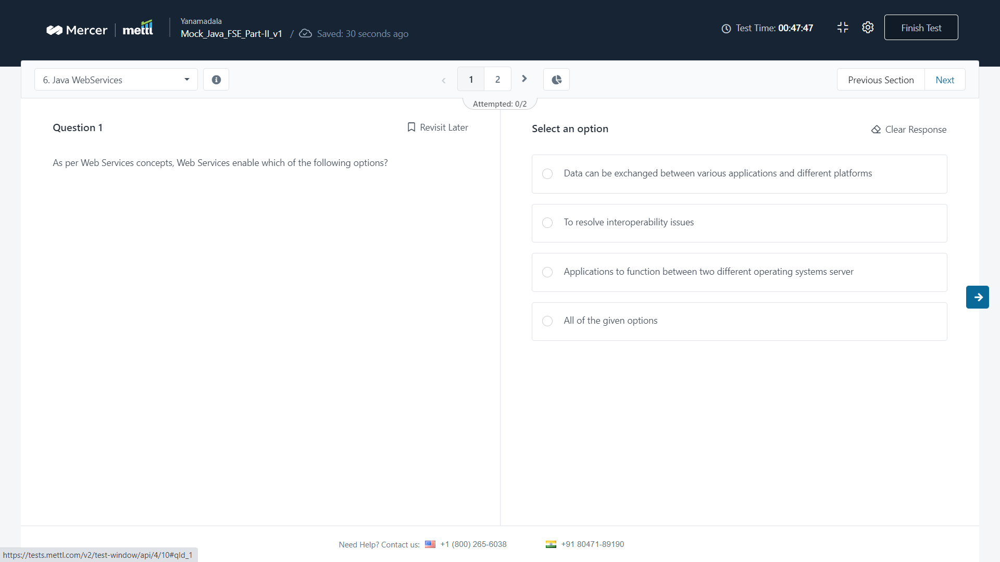 Mercer | mettl
Yanamadala
Mock_Java_FSE_Part-II_v1 / Saved: 30 seconds ago
Test Time: 00:47:47
Finish Test
6. Java WebServices
1 2
Previous Section Next
Attempted: 0/2
Question 1
Revisit Later
As per Web Services concepts, Web Services enable which of the following options?
Select an option
Clear Response
Data can be exchanged between various applications and different platforms
To resolve interoperability issues
Applications to function between two different operating systems server
All of the given options
Need Help? Contact us: +1 (800) 265-6038 +91 80471-89190
https://tests.mettl.com/v2/test-window/api/4/10#qId_1